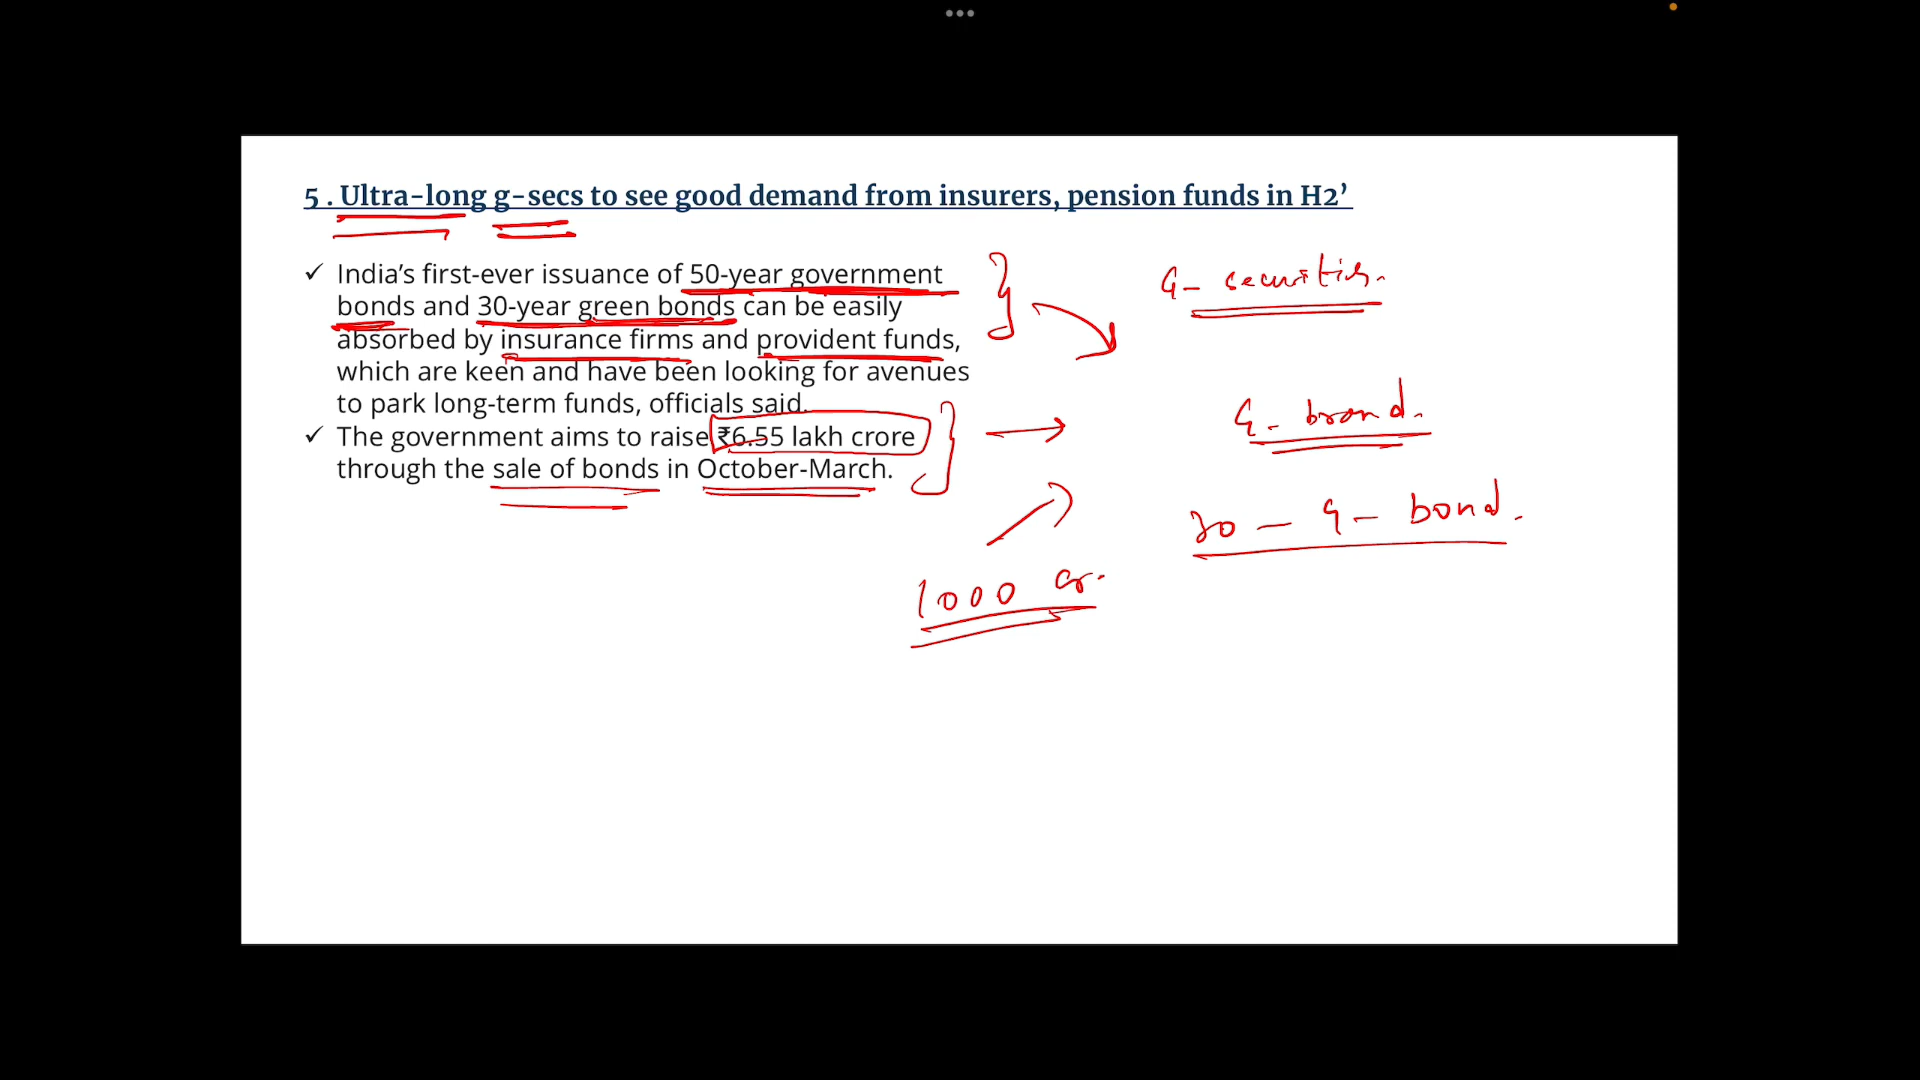 5 . Ultra-long g-secs to see good demand from insurers, pension funds in H2’
✓ India’s first-ever issuance of 50-year government
bonds and 30-year green bonds can be easily
absorbed by insurance firms and provident funds,
which are keen and have been looking for avenues
to park long-term funds, officials said.
✓ The government aims to raise ₹6.55 lakh crore
through the sale of bonds in October-March.
G- securities.
G- bond.
30 - G - bond.
1000 cr.